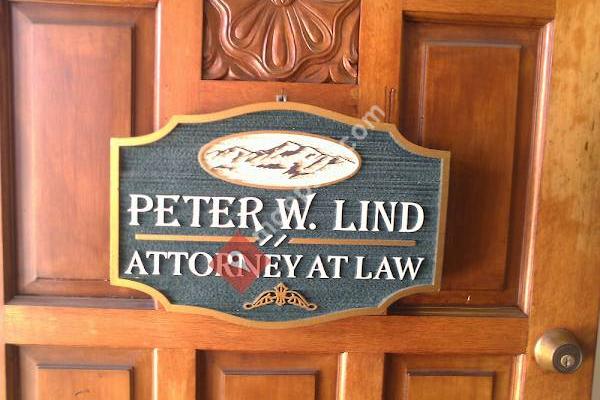 PETER W. LIND
ATTORNEY AT LAW